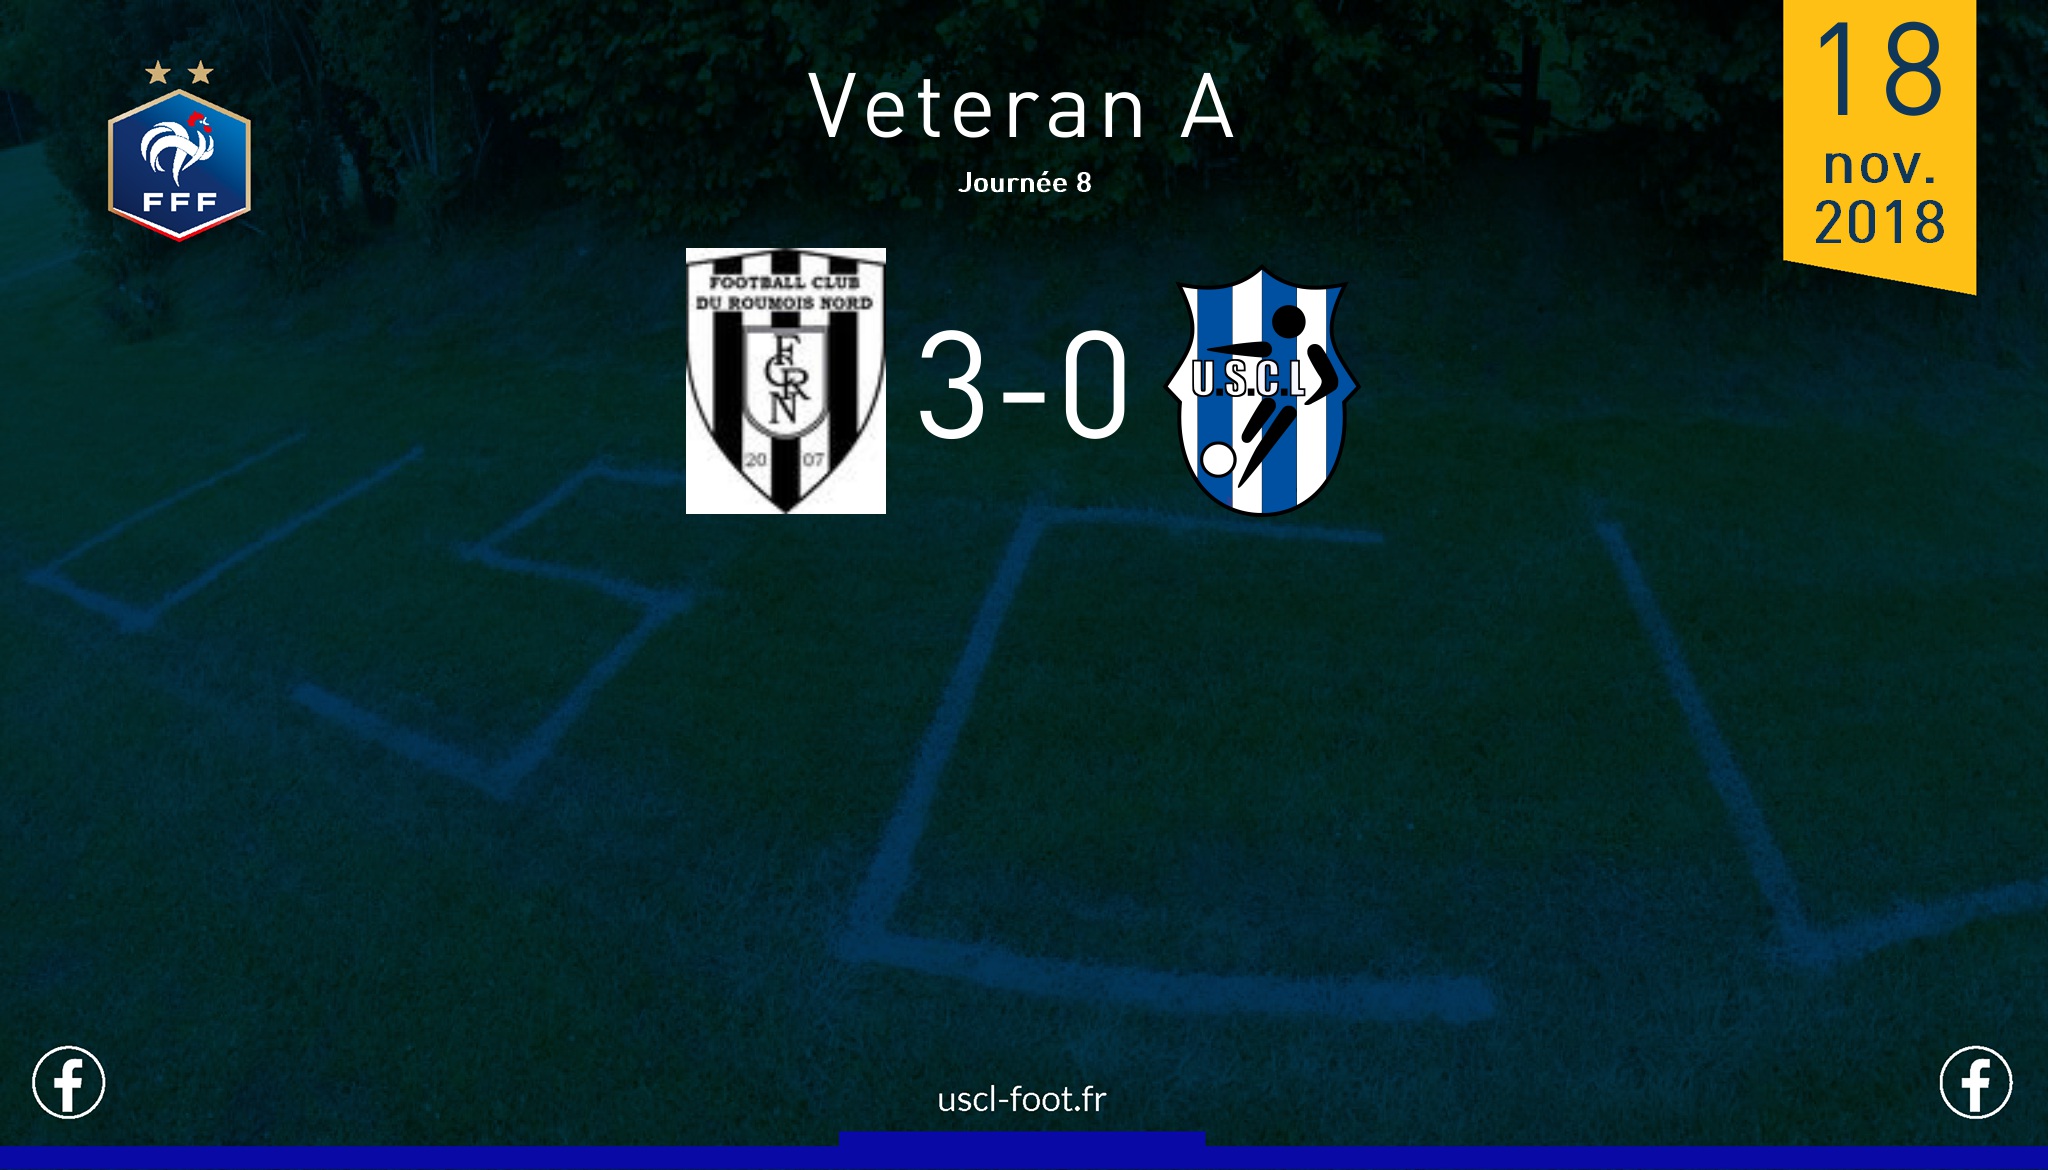 18
nov.
2018
Veteran A
Journée 8
FFF
FOOTBALL CLUB
DU ROUMOIS NORD
FCRN
20 07
3-0
U.S.C.L
USCL
uscl-foot.fr